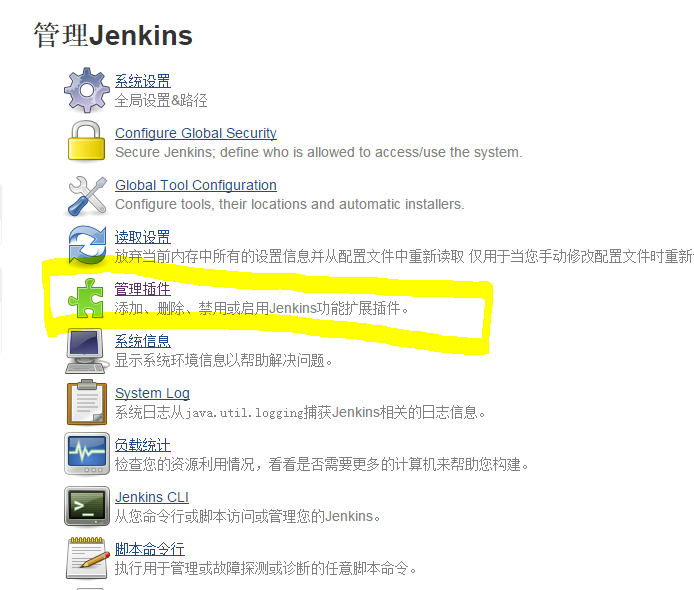 管理Jenkins
系统设置
全局设置&路径
Configure Global Security
Secure Jenkins; define who is allowed to access/use the system.
Global Tool Configuration
Configure tools, their locations and automatic installers.
读取设置
放弃当前内存中所有的设置信息并从配置文件中重新读取 仅用于当您手动修改配置文件时重新
管理插件
添加、删除、禁用或启用Jenkins功能扩展插件。
系统信息
显示系统环境信息以帮助解决问题。
System Log
系统日志从java.util.logging捕获Jenkins相关的日志信息。
负载统计
检查您的资源利用情况，看看是否需要更多的计算机来帮助您构建。
Jenkins CLI
从您命令行或脚本访问或管理您的Jenkins。
脚本命令行
执行用于管理或故障探测或诊断的任意脚本命令。